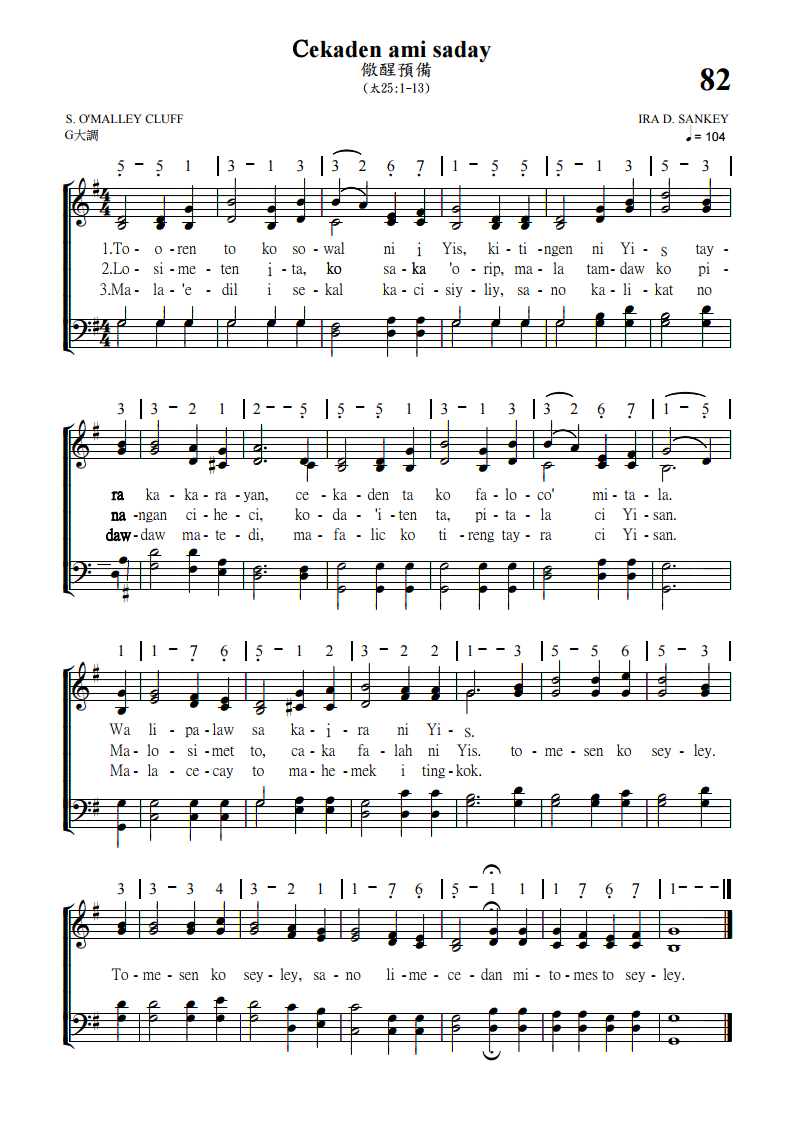 Cekaden ami saday
儆醒預備
(太25:1-13)
82
S. O'MALLEY CLUFF
IRA D. SANKEY
G大調
♩ = 104
5 - 5 1 | 3 - 1 3 | 3 2 6 7 | 1 - 5 5 | 5 - 1 3 | 5 - 3 |
1.To - o-ren to ko so-wal ni i Yis, ki-ti-ngen ni Yi - s tay-
2.Lo - si-me-ten i-ta, ko sa-ka 'o-rip, ma-la tam-daw ko pi-
3.Ma-la-'e-dil i se-kal ka-ci-siy-liy, sa-no ka-li-kat no
3 | 3 - 2 1 | 2 - - 5 | 5 - 5 1 | 3 - 1 3 | 3 2 6 7 | 1 - 5 |
ra ka-ka-ra-yan, ce-ka-den ta ko fa-lo-co' mi-ta-la.
na-ngan ci-he-ci, ko-da-'i-ten ta, pi-ta-la ci Yi-san.
daw-daw ma-te-di, ma-fa-lic ko ti-reng tay-ra ci Yi-san.
1 | 1 - 7 6 | 5 - 1 2 | 3 - 2 2 | 1 - 3 | 5 - 5 6 | 5 - 3 |
Wa li-pa-law sa ka-i-ra ni Yi-s.
Ma-lo-si-met to, ca-ka fa-lah ni Yis. to-me-sen ko sey-ley.
Ma-la-ce-cay to ma-he-mek i ting-kok.
3 | 3 - 3 4 | 3 - 2 1 | 1 - 7 6 | 5 - 1 1 | 1 7 6 7 | 1 - - - ||
To-me-sen ko sey-ley, sa-no li-me-ce-dan mi-to-mes to sey-ley.